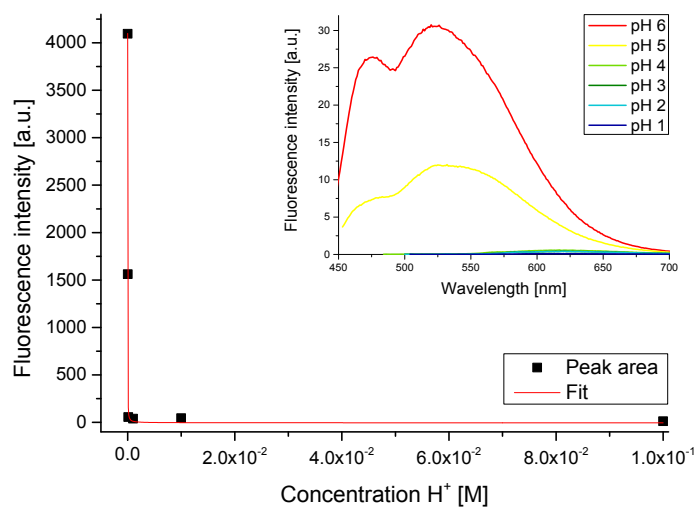 4000
3500
3000
2500
2000
1500
1000
500
0
Fluorescence intensity [a.u.]
0.0
2.0x10⁻²
4.0x10⁻²
6.0x10⁻²
8.0x10⁻²
1.0x10⁻¹
Concentration H⁺ [M]
30
25
20
15
10
5
0
Fluorescence intensity [a.u.]
450
500
550
600
650
700
Wavelength [nm]
pH 6
pH 5
pH 4
pH 3
pH 2
pH 1
Peak area
Fit